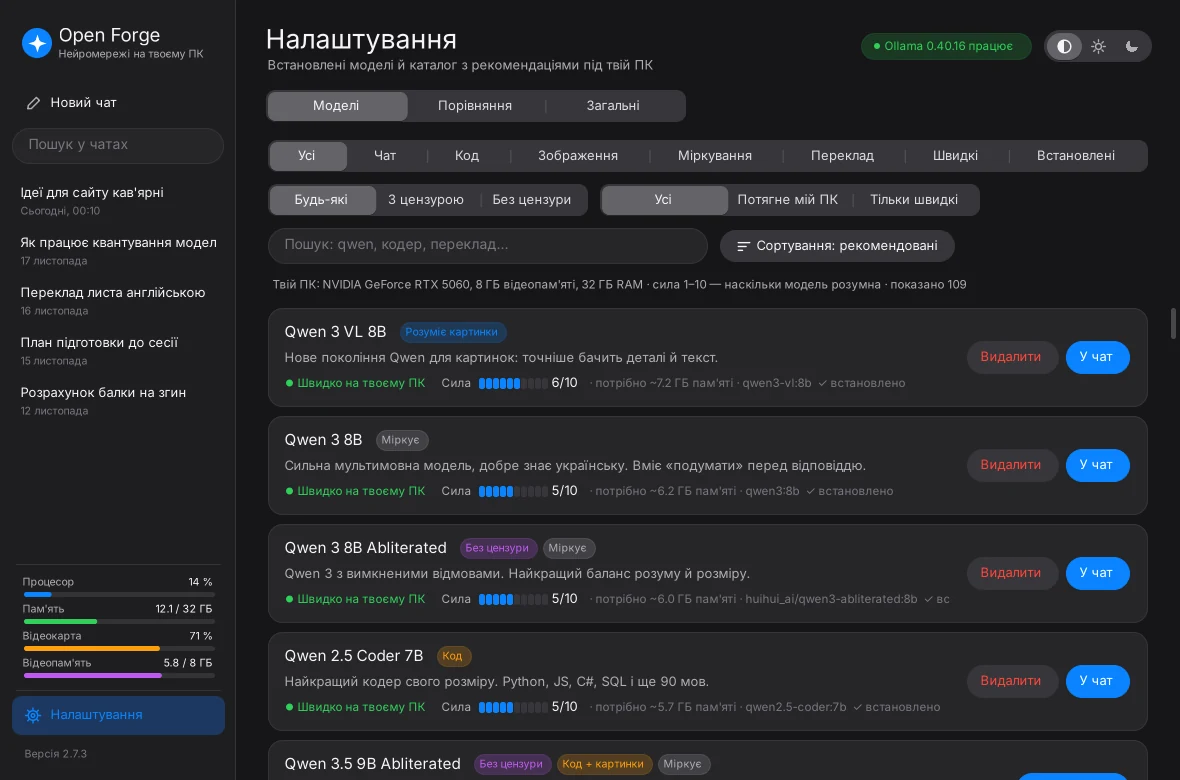 Open Forge
Нейромережі на твоєму ПК
Новий чат
Пошук у чатах
Ідеї для сайту кав'ярні
Сьогодні, 00:10
Як працює квантування модел
17 листопада
Переклад листа англійською
16 листопада
План підготовки до сесії
15 листопада
Розрахунок балки на згин
12 листопада
Процесор 14 %
Пам'ять 12.1 / 32 ГБ
Відеокарта 71 %
Відеопам'ять 5.8 / 8 ГБ
Налаштування
Версія 2.7.3
Налаштування
Встановлені моделі й каталог з рекомендаціями під твій ПК
Ollama 0.40.16 працює
Моделі Порівняння Загальні
Усі Чат Код Зображення Міркування Переклад Швидкі Встановлені
Будь-які З цензурою Без цензури Усі Потягне мій ПК Тільки швидкі
Пошук: qwen, кодер, переклад... Сортування: рекомендовані
Твій ПК: NVIDIA GeForce RTX 5060, 8 ГБ відеопам'яті, 32 ГБ RAM · сила 1–10 — наскільки модель розумна · показано 109
Qwen 3 VL 8B Розуміє картинки
Нове покоління Qwen для картинок: точніше бачить деталі й текст.
Швидко на твоєму ПК Сила 6/10 · потрібно ~7.2 ГБ пам'яті · qwen3-vl:8b ✓ встановлено
Видалити У чат
Qwen 3 8B Міркує
Сильна мультимовна модель, добре знає українську. Вміє «подумати» перед відповіддю.
Швидко на твоєму ПК Сила 5/10 · потрібно ~6.2 ГБ пам'яті · qwen3:8b ✓ встановлено
Видалити У чат
Qwen 3 8B Abliterated Без цензури Міркує
Qwen 3 з вимкненими відмовами. Найкращий баланс розуму й розміру.
Швидко на твоєму ПК Сила 5/10 · потрібно ~6.0 ГБ пам'яті · huihui_ai/qwen3-abliterated:8b ✓ вс
Видалити У чат
Qwen 2.5 Coder 7B Код
Найкращий кодер свого розміру. Python, JS, C#, SQL і ще 90 мов.
Швидко на твоєму ПК Сила 5/10 · потрібно ~5.7 ГБ пам'яті · qwen2.5-coder:7b ✓ встановлено
Видалити У чат
Qwen 3.5 9B Abliterated Без цензури Код + картинки Міркує